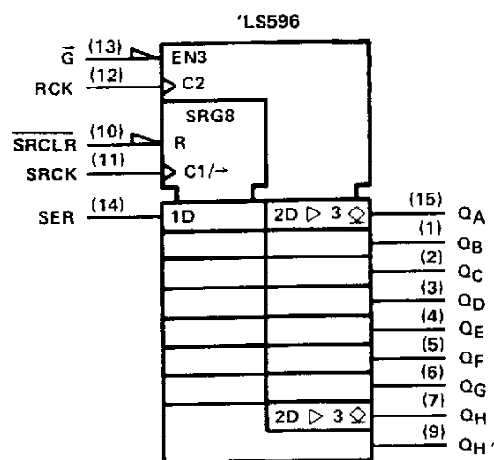 'LS596
G̅ (13) EN3
RCK (12) C2
SRG8
S̅R̅C̅L̅R̅ (10) R
SRCK (11) C1/→
SER (14) 1D 2D ▷ 3 ◇ (15) QA
(1) QB
(2) QC
(3) QD
(4) QE
(5) QF
(6) QG
2D ▷ 3 ◇ (7) QH
(9) QH'